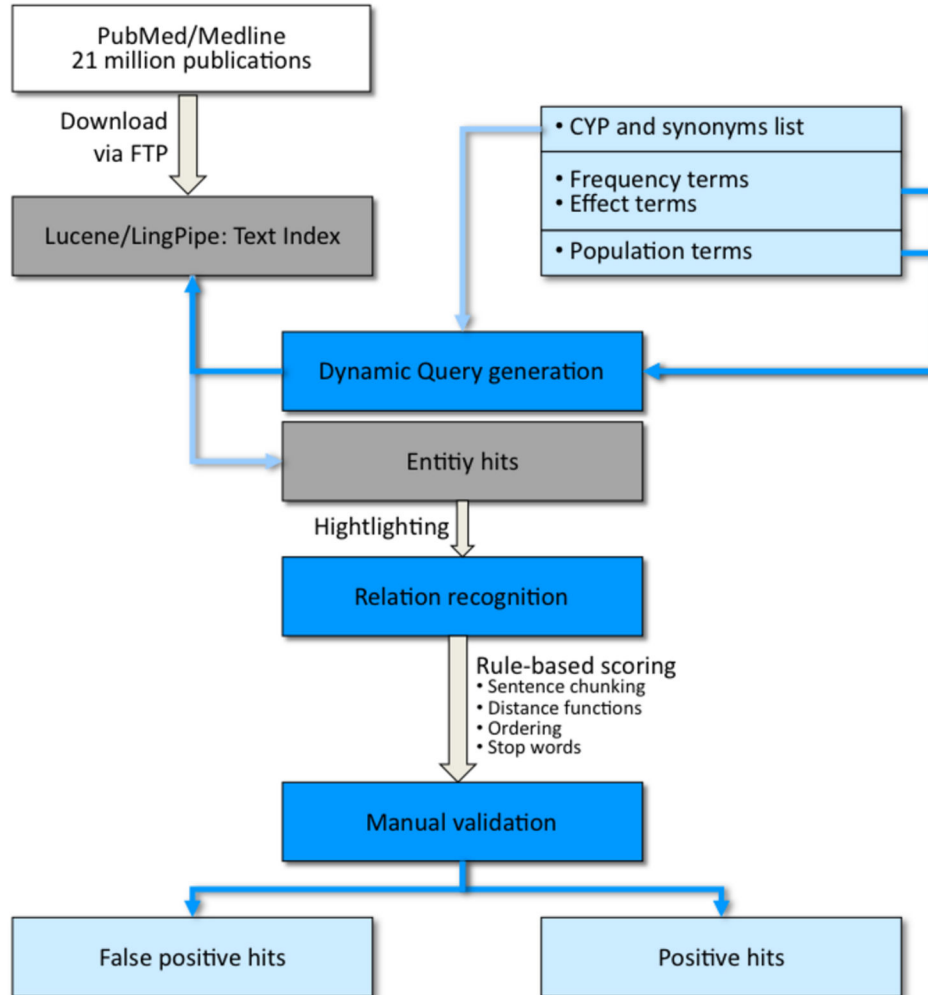 PubMed/Medline
21 million publications
Download
via FTP
Lucene/LingPipe: Text Index
• CYP and synonyms list
• Frequency terms
• Effect terms
• Population terms
Dynamic Query generation
Entitiy hits
Hightlighting
Relation recognition
Rule-based scoring
• Sentence chunking
• Distance functions
• Ordering
• Stop words
Manual validation
False positive hits
Positive hits